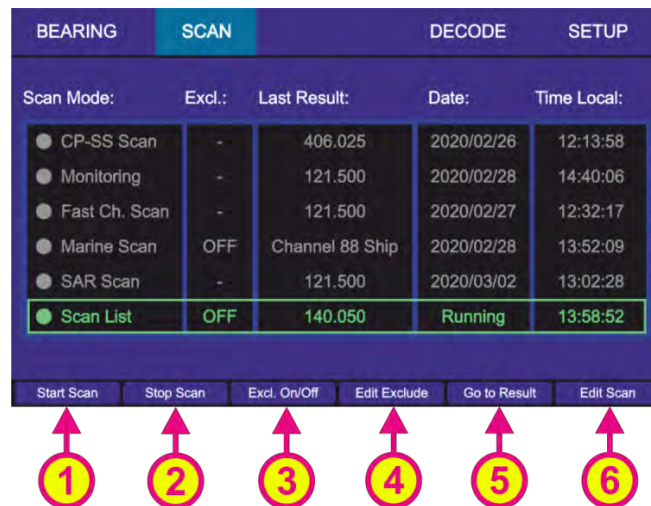 BEARING SCAN DECODE SETUP
Scan Mode: Excl.: Last Result: Date: Time Local:
CP-SS Scan - 406.025 2020/02/26 12:13:58
Monitoring - 121.500 2020/02/28 14:40:06
Fast Ch. Scan - 121.500 2020/02/27 12:32:17
Marine Scan OFF Channel 88 Ship 2020/02/28 13:52:09
SAR Scan - 121.500 2020/03/02 13:02:28
Scan List OFF 140.050 Running 13:58:52
Start Scan Stop Scan Excl. On/Off Edit Exclude Go to Result Edit Scan
1 2 3 4 5 6